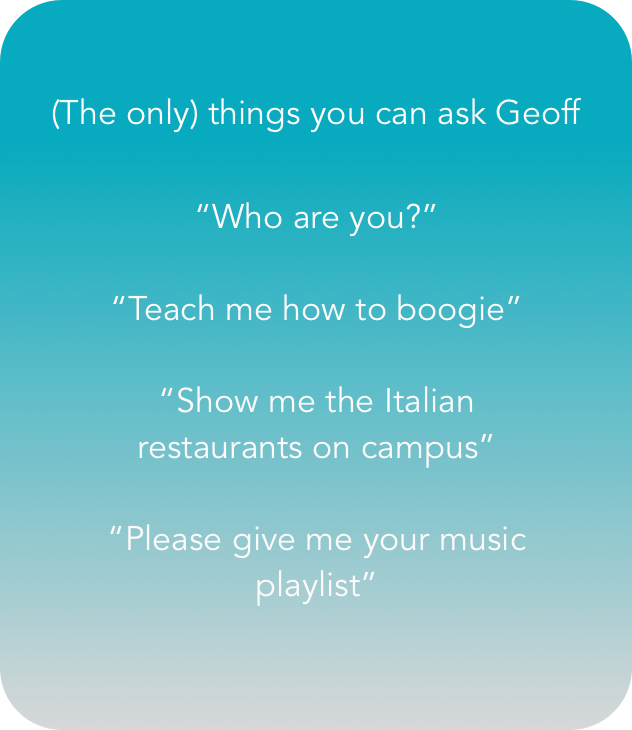 (The only) things you can ask Geoff
“Who are you?”
“Teach me how to boogie”
“Show me the Italian
restaurants on campus”
“Please give me your music
playlist”